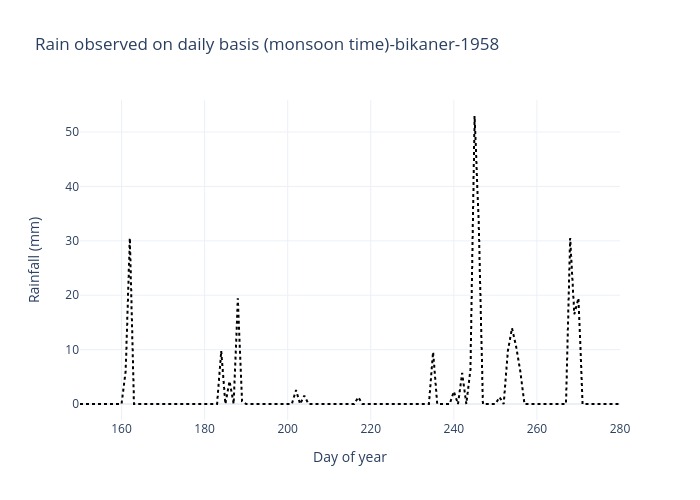 Rain observed on daily basis (monsoon time)-bikaner-1958
50
40
30
20
10
0
Rainfall (mm)
160 180 200 220 240 260 280
Day of year